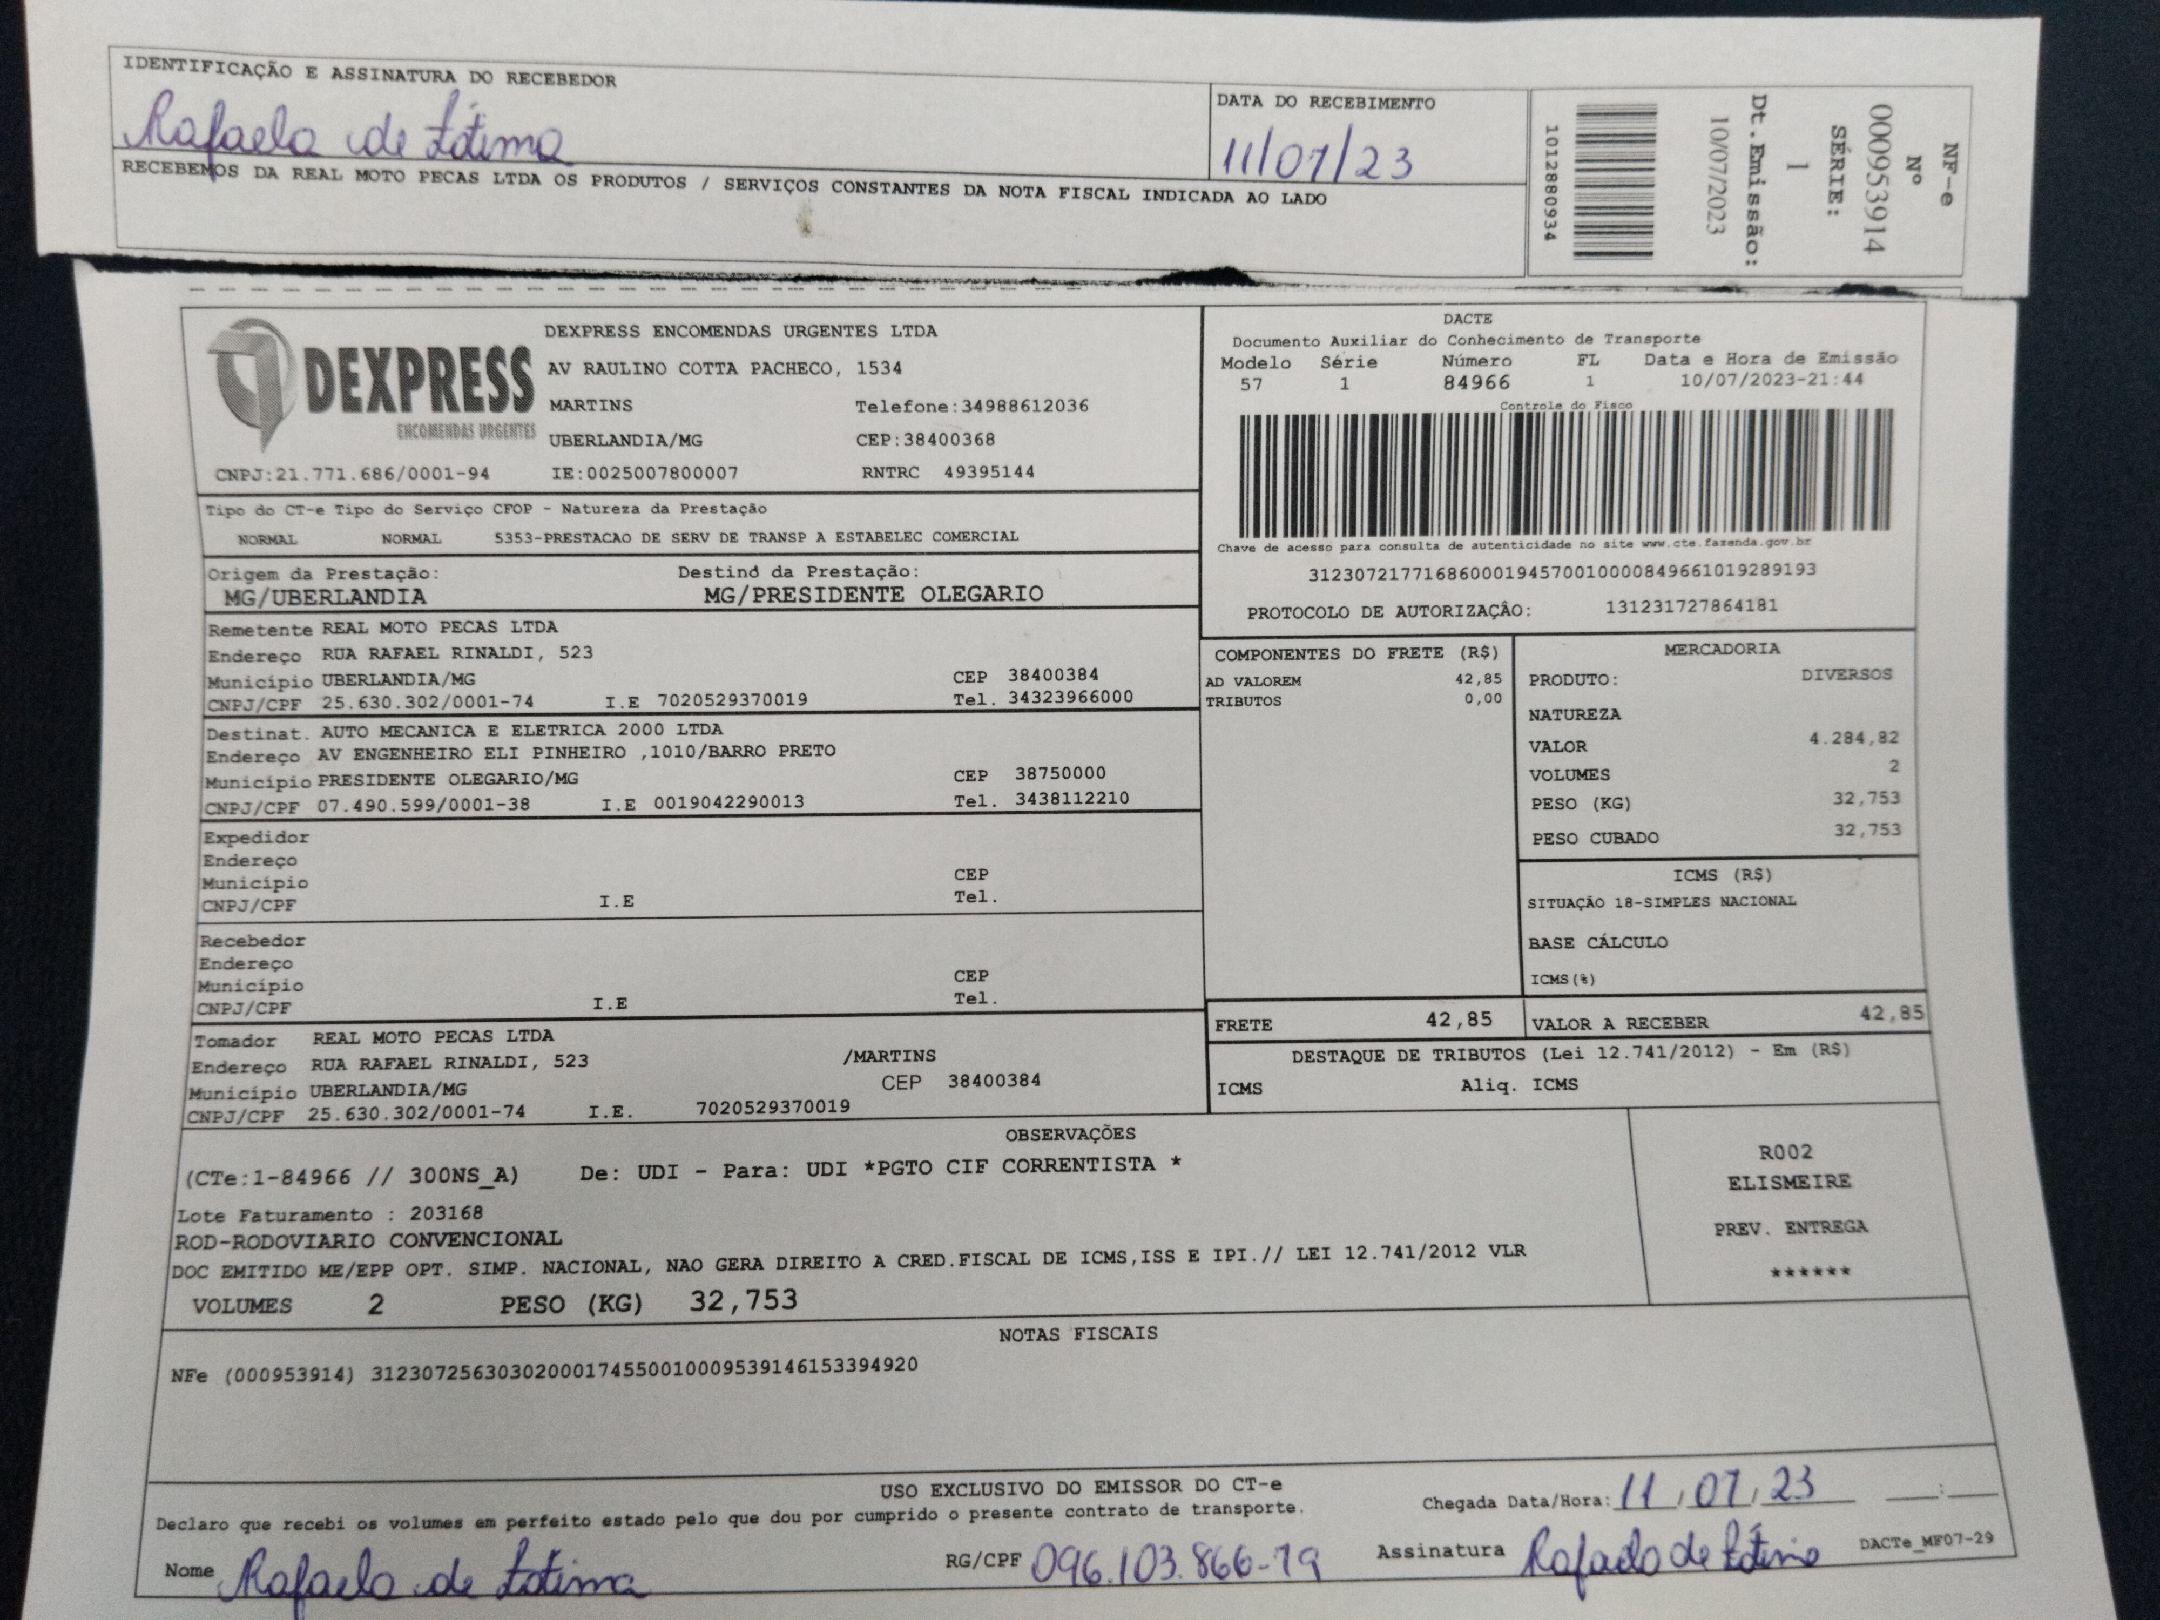 IDENTIFICAÇÃO E ASSINATURA DO RECEBEDOR
Rafaela de Fátima
DATA DO RECEBIMENTO
11/07/23
RECEBEMOS DA REAL MOTO PECAS LTDA OS PRODUTOS / SERVIÇOS CONSTANTES DA NOTA FISCAL INDICADA AO LADO
NF-e
Nº
000953914
SÉRIE:
1
Dt.Emissão:
10/07/2023
1012880934
DEXPRESS
ENCOMENDAS URGENTES
DEXPRESS ENCOMENDAS URGENTES LTDA
AV RAULINO COTTA PACHECO, 1534
MARTINS Telefone:34988612036
UBERLANDIA/MG CEP:38400368
CNPJ:21.771.686/0001-94 IE:0025007800007 RNTRC 49395144
DACTE
Documento Auxiliar do Conhecimento de Transporte
Modelo Série Número FL Data e Hora de Emissão
57 1 84966 1 10/07/2023-21:44
Controle do Fisco
Chave de acesso para consulta de autenticidade no site www.cte.fazenda.gov.br
31230721771686000194570010000849661019289193
PROTOCOLO DE AUTORIZAÇÂO: 131231727864181
Tipo do CT-e Tipo do Serviço CFOP - Natureza da Prestação
NORMAL NORMAL 5353-PRESTACAO DE SERV DE TRANSP A ESTABELEC COMERCIAL
Origem da Prestação: Destino da Prestação:
MG/UBERLANDIA MG/PRESIDENTE OLEGARIO
Remetente REAL MOTO PECAS LTDA
Endereço RUA RAFAEL RINALDI, 523
Município UBERLANDIA/MG CEP 38400384
CNPJ/CPF 25.630.302/0001-74 I.E 7020529370019 Tel. 34323966000
Destinat. AUTO MECANICA E ELETRICA 2000 LTDA
Endereço AV ENGENHEIRO ELI PINHEIRO ,1010/BARRO PRETO
Município PRESIDENTE OLEGARIO/MG CEP 38750000
CNPJ/CPF 07.490.599/0001-38 I.E 0019042290013 Tel. 3438112210
Expedidor
Endereço
Município CEP
CNPJ/CPF I.E Tel.
Recebedor
Endereço
Município CEP
CNPJ/CPF I.E Tel.
Tomador REAL MOTO PECAS LTDA
Endereço RUA RAFAEL RINALDI, 523 /MARTINS
Município UBERLANDIA/MG CEP 38400384
CNPJ/CPF 25.630.302/0001-74 I.E. 7020529370019
COMPONENTES DO FRETE (R$)
AD VALOREM 42,85
TRIBUTOS 0,00
MERCADORIA
PRODUTO: DIVERSOS
NATUREZA
VALOR 4.284,82
VOLUMES 2
PESO (KG) 32,753
PESO CUBADO 32,753
ICMS (R$)
SITUAÇÃO 18-SIMPLES NACIONAL
BASE CÁLCULO
ICMS(%)
FRETE 42,85 VALOR A RECEBER 42,85
DESTAQUE DE TRIBUTOS (Lei 12.741/2012) - Em (R$)
ICMS Aliq. ICMS
OBSERVAÇÕES
(CTe:1-84966 // 300NS_A) De: UDI - Para: UDI *PGTO CIF CORRENTISTA *
Lote Faturamento : 203168
ROD-RODOVIARIO CONVENCIONAL
DOC EMITIDO ME/EPP OPT. SIMP. NACIONAL, NAO GERA DIREITO A CRED.FISCAL DE ICMS,ISS E IPI.// LEI 12.741/2012 VLR
VOLUMES 2 PESO (KG) 32,753
R002
ELISMEIRE
PREV. ENTREGA
******
NOTAS FISCAIS
NFe (000953914) 31230725630302000174550010009539146153394920
USO EXCLUSIVO DO EMISSOR DO CT-e
Declaro que recebi os volumes em perfeito estado pelo que dou por cumprido o presente contrato de transporte.
Chegada Data/Hora: 11/07/23 __:__
Nome Rafaela de Fátima RG/CPF 096.103.866-79 Assinatura Rafaela de Fátima DACTe_MF07-29